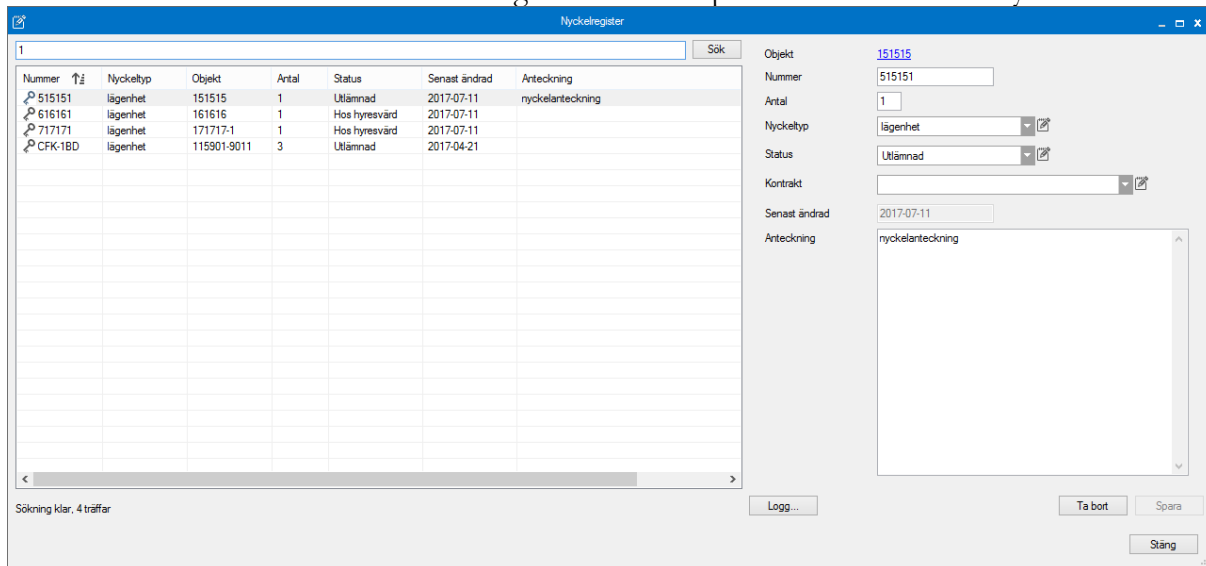 Nyckelregister
1 Sök
Nummer Nyckeltyp Objekt Antal Status Senast ändrad Anteckning
515151 lägenhet 151515 1 Utlämnad 2017-07-11 nyckelanteckning
616161 lägenhet 161616 1 Hos hyresvärd 2017-07-11
717171 lägenhet 171717-1 1 Hos hyresvärd 2017-07-11
CFK-1BD lägenhet 115901-9011 3 Utlämnad 2017-04-21
Sökning klar, 4 träffar
Objekt 151515
Nummer 515151
Antal 1
Nyckeltyp lägenhet
Status Utlämnad
Kontrakt
Senast ändrad 2017-07-11
Anteckning nyckelanteckning
Logg... Ta bort Spara
Stäng